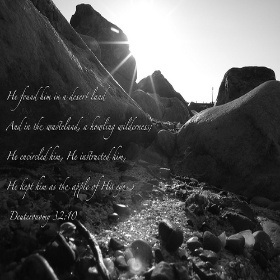 He found him in a desert land
And in the wasteland, a howling wilderness;
He encircled him, He instructed him,
He kept him as the apple of His eye.
Deuteronomy 32:10